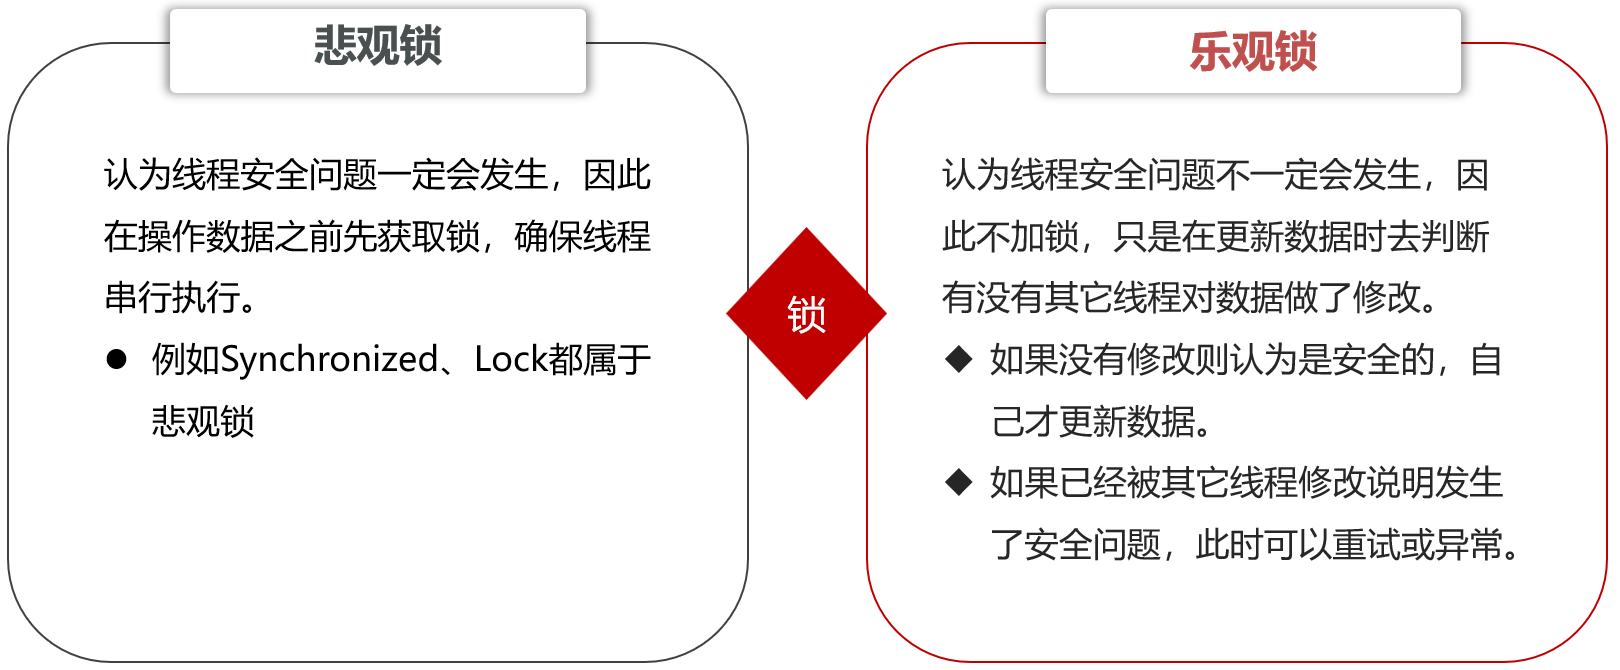 悲观锁
认为线程安全问题一定会发生，因此
在操作数据之前先获取锁，确保线程
串行执行。
● 例如Synchronized、Lock都属于
悲观锁
锁
乐观锁
认为线程安全问题不一定会发生，因
此不加锁，只是在更新数据时去判断
有没有其它线程对数据做了修改。
◆ 如果没有修改则认为是安全的，自
己才更新数据。
◆ 如果已经被其它线程修改说明发生
了安全问题，此时可以重试或异常。